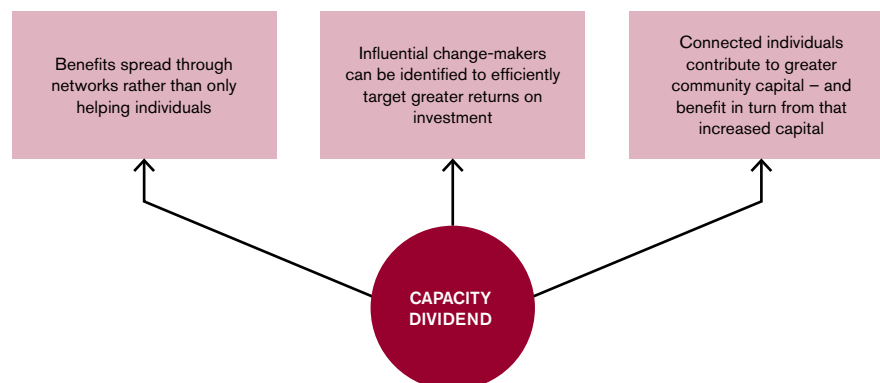 Benefits spread through
networks rather than only
helping individuals
Influential change-makers
can be identified to efficiently
target greater returns on
investment
Connected individuals
contribute to greater
community capital – and
benefit in turn from that
increased capital
CAPACITY
DIVIDEND